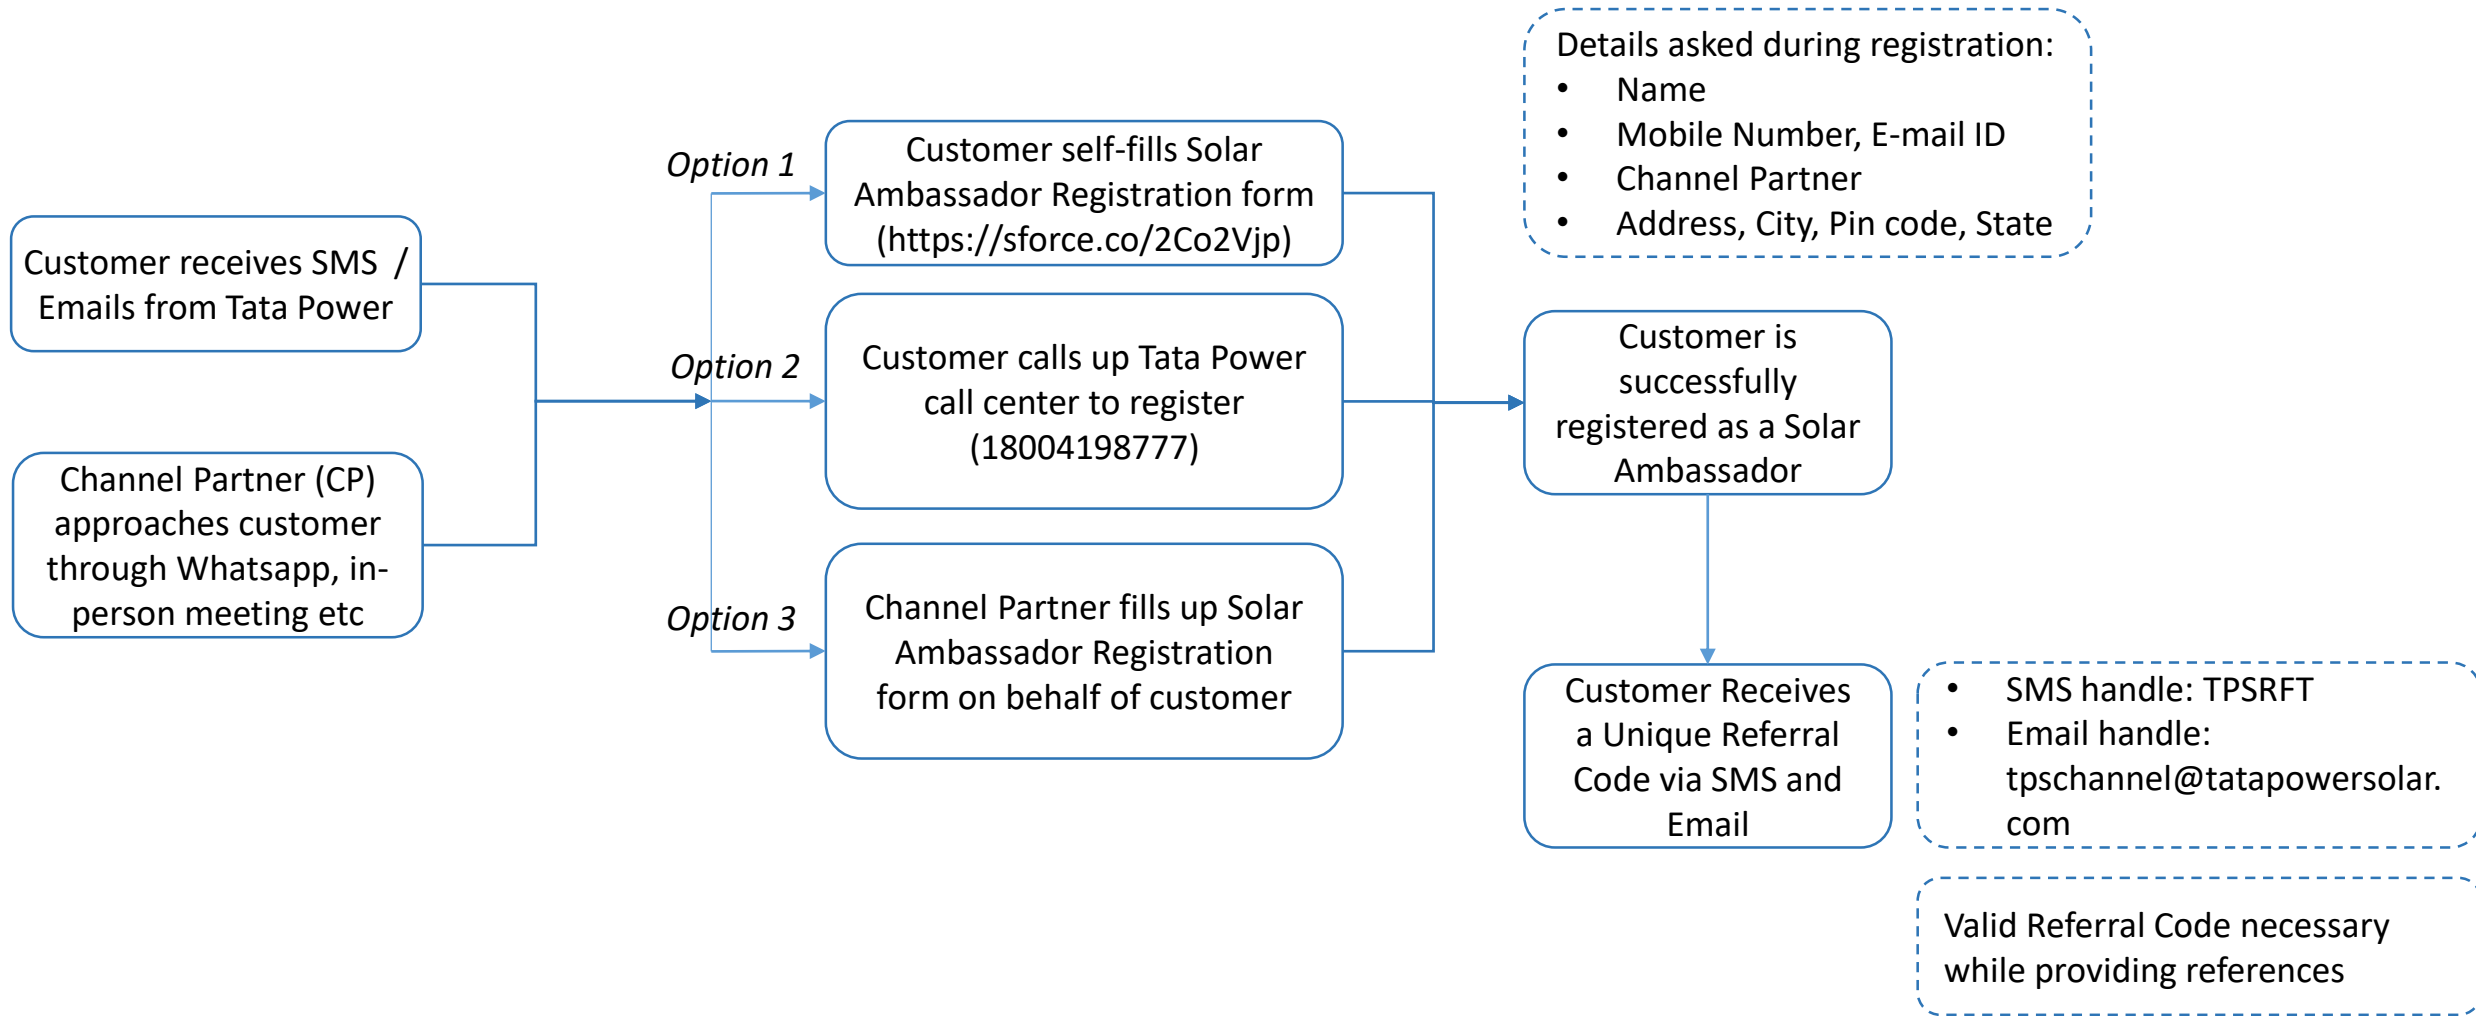 Customer receives SMS /
Emails from Tata Power
Channel Partner (CP)
approaches customer
through Whatsapp, in-
person meeting etc
Option 1
Customer self-fills Solar
Ambassador Registration form
(https://sforce.co/2Co2Vjp)
Option 2
Customer calls up Tata Power
call center to register
(18004198777)
Option 3
Channel Partner fills up Solar
Ambassador Registration
form on behalf of customer
Details asked during registration:
• Name
• Mobile Number, E-mail ID
• Channel Partner
• Address, City, Pin code, State
Customer is
successfully
registered as a Solar
Ambassador
Customer Receives
a Unique Referral
Code via SMS and
Email
• SMS handle: TPSRFT
• Email handle:
tpschannel@tatapowersolar.
com
Valid Referral Code necessary
while providing references